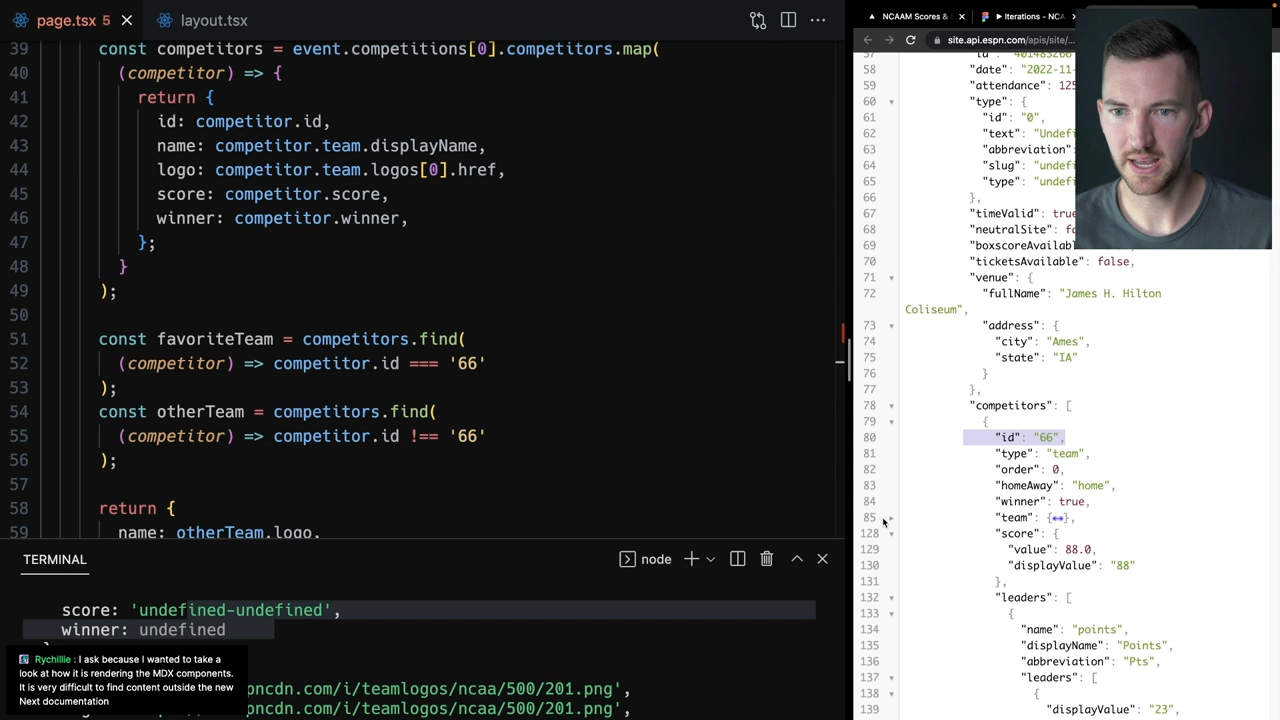 page.tsx 5
layout.tsx
39 const competitors = event.competitions[0].competitors.map(
40 (competitor) => {
41 return {
42 id: competitor.id,
43 name: competitor.team.displayName,
44 logo: competitor.team.logos[0].href,
45 score: competitor.score,
46 winner: competitor.winner,
47 };
48 }
49 );
50
51 const favoriteTeam = competitors.find(
52 (competitor) => competitor.id === '66'
53 );
54 const otherTeam = competitors.find(
55 (competitor) => competitor.id !== '66'
56 );
57
58 return {
59 name: otherTeam.logo,
TERMINAL
node
score: 'undefined-undefined',
winner: undefined
Rychillie : I ask because I wanted to take a
look at how it is rendering the MDX components.
It is very difficult to find content outside the new
Next documentation
pncdn.com/i/teamlogos/ncaa/500/201.png',
pncdn.com/i/teamlogos/ncaa/500/201.png',
NCAAM Scores &
Iterations - NCA
site.api.espn.com/apis/site/...
58 "date": "2022-11-
59 "attendance": 125
60 "type": {
61 "id": "0",
62 "text": "Undefi
63 "abbreviation":
64 "slug": "undefi
65 "type": "undefi
66 },
67 "timeValid": true
68 "neutralSite": fa
69 "boxscoreAvailabl
70 "ticketsAvailable": false,
71 "venue": {
72 "fullName": "James H. Hilton
Coliseum",
73 "address": {
74 "city": "Ames",
75 "state": "IA"
76 }
77 },
78 "competitors": [
79 {
80 "id": "66",
81 "type": "team",
82 "order": 0,
83 "homeAway": "home",
84 "winner": true,
85 "team": {↔},
128 "score": {
129 "value": 88.0,
130 "displayValue": "88"
131 },
132 "leaders": [
133 {
134 "name": "points",
135 "displayName": "Points",
136 "abbreviation": "Pts",
137 "leaders": [
138 {
139 "displayValue": "23",